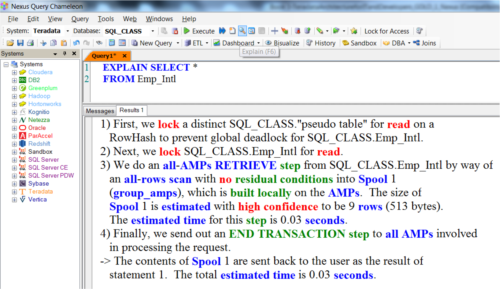 Nexus Query Chameleon
File Edit View Query Tools Web Windows Help
System: Teradata Database: SQL_CLASS Lock for Access
New Query ETL Dashboard Visualize History Sandbox DBA Joins
Explain (F6)
Systems
Systems
Cloudera
DB2
Greenplum
Hadoop
Hortonworks
Kognitio
Netezza
Oracle
ParAccel
Redshift
Sandbox
SQL Server
SQL Server CE
SQL Server PDW
Sybase
Teradata
Vertica
Query1*
1 EXPLAIN SELECT *
2 FROM Emp_Intl
Messages Results 1
1) First, we lock a distinct SQL_CLASS."pseudo table" for read on a
RowHash to prevent global deadlock for SQL_CLASS.Emp_Intl.
2) Next, we lock SQL_CLASS.Emp_Intl for read.
3) We do an all-AMPs RETRIEVE step from SQL_CLASS.Emp_Intl by way of
an all-rows scan with no residual conditions into Spool 1
(group_amps), which is built locally on the AMPs. The size of
Spool 1 is estimated with high confidence to be 9 rows (513 bytes).
The estimated time for this step is 0.03 seconds.
4) Finally, we send out an END TRANSACTION step to all AMPs involved
in processing the request.
-> The contents of Spool 1 are sent back to the user as the result of
statement 1. The total estimated time is 0.03 seconds.